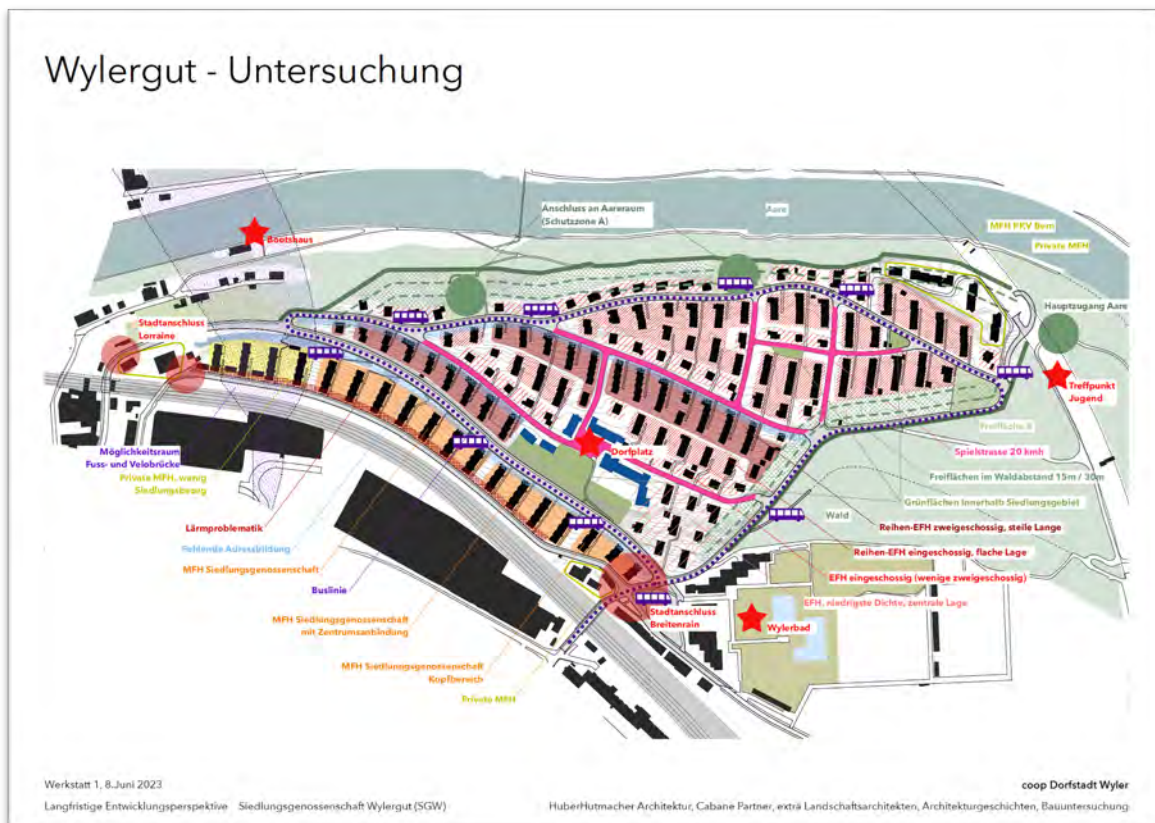 Wylergut - Untersuchung
Anschluss an Aareraum
(Schutzzone A)
Aare
MFH PKV Bern
Private MFH
Bootshaus
Hauptzugang Aare
Stadtanschluss
Lorraine
Treffpunkt
Jugend
Freifläche B
Dorfplatz
Spielstrasse 20 kmh
Möglichkeitsraum
Fuss- und Velobrücke
Freiflächen im Waldabstand 15m / 30m
Private MFH, wenig
Siedlungsbezug
Grünflächen Innerhalb Siedlungsgebiet
Wald
Lärmproblematik
Reihen-EFH zweigeschossig, steile Lange
Fehlende Adressbildung
Reihen-EFH eingeschossig, flache Lage
MFH Siedlungsgenossenschaft
EFH eingeschossig (wenige zweigeschossig)
Buslinie
EFH, niedrigste Dichte, zentrale Lage
Stadtanschluss
Breitenrain
Wylerbad
MFH Siedlungsgenossenschaft
mit Zentrumsanbindung
MFH Siedlungsgenossenschaft
Kopfbereich
Private MFH
Werkstatt 1, 8.Juni 2023
coop Dorfstadt Wyler
Langfristige Entwicklungsperspektive Siedlungsgenossenschaft Wylergut (SGW)
HuberHutmacher Architektur, Cabane Partner, extrā Landschaftsarchitekten, Architekturgeschichten, Bauuntersuchung